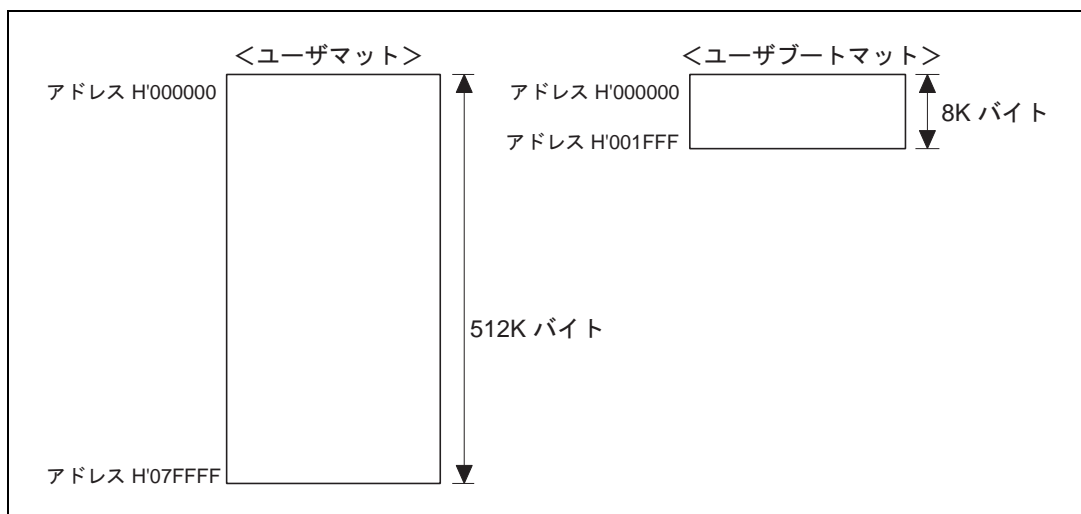 <ユーザマット>
アドレス H'000000
512K バイト
アドレス H'07FFFF
<ユーザブートマット>
アドレス H'000000
8K バイト
アドレス H'001FFF